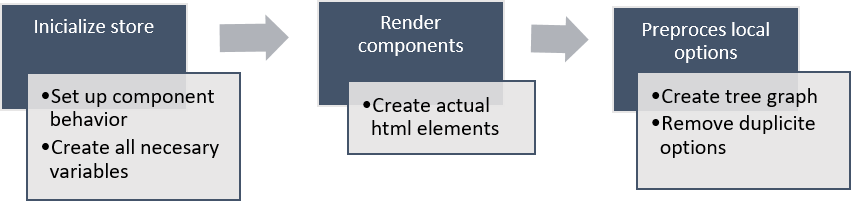 Inicialize store
•Set up component
behavior
•Create all necesary
variables
Render
components
•Create actual
html elements
Preproces local
options
•Create tree graph
•Remove duplicite
options